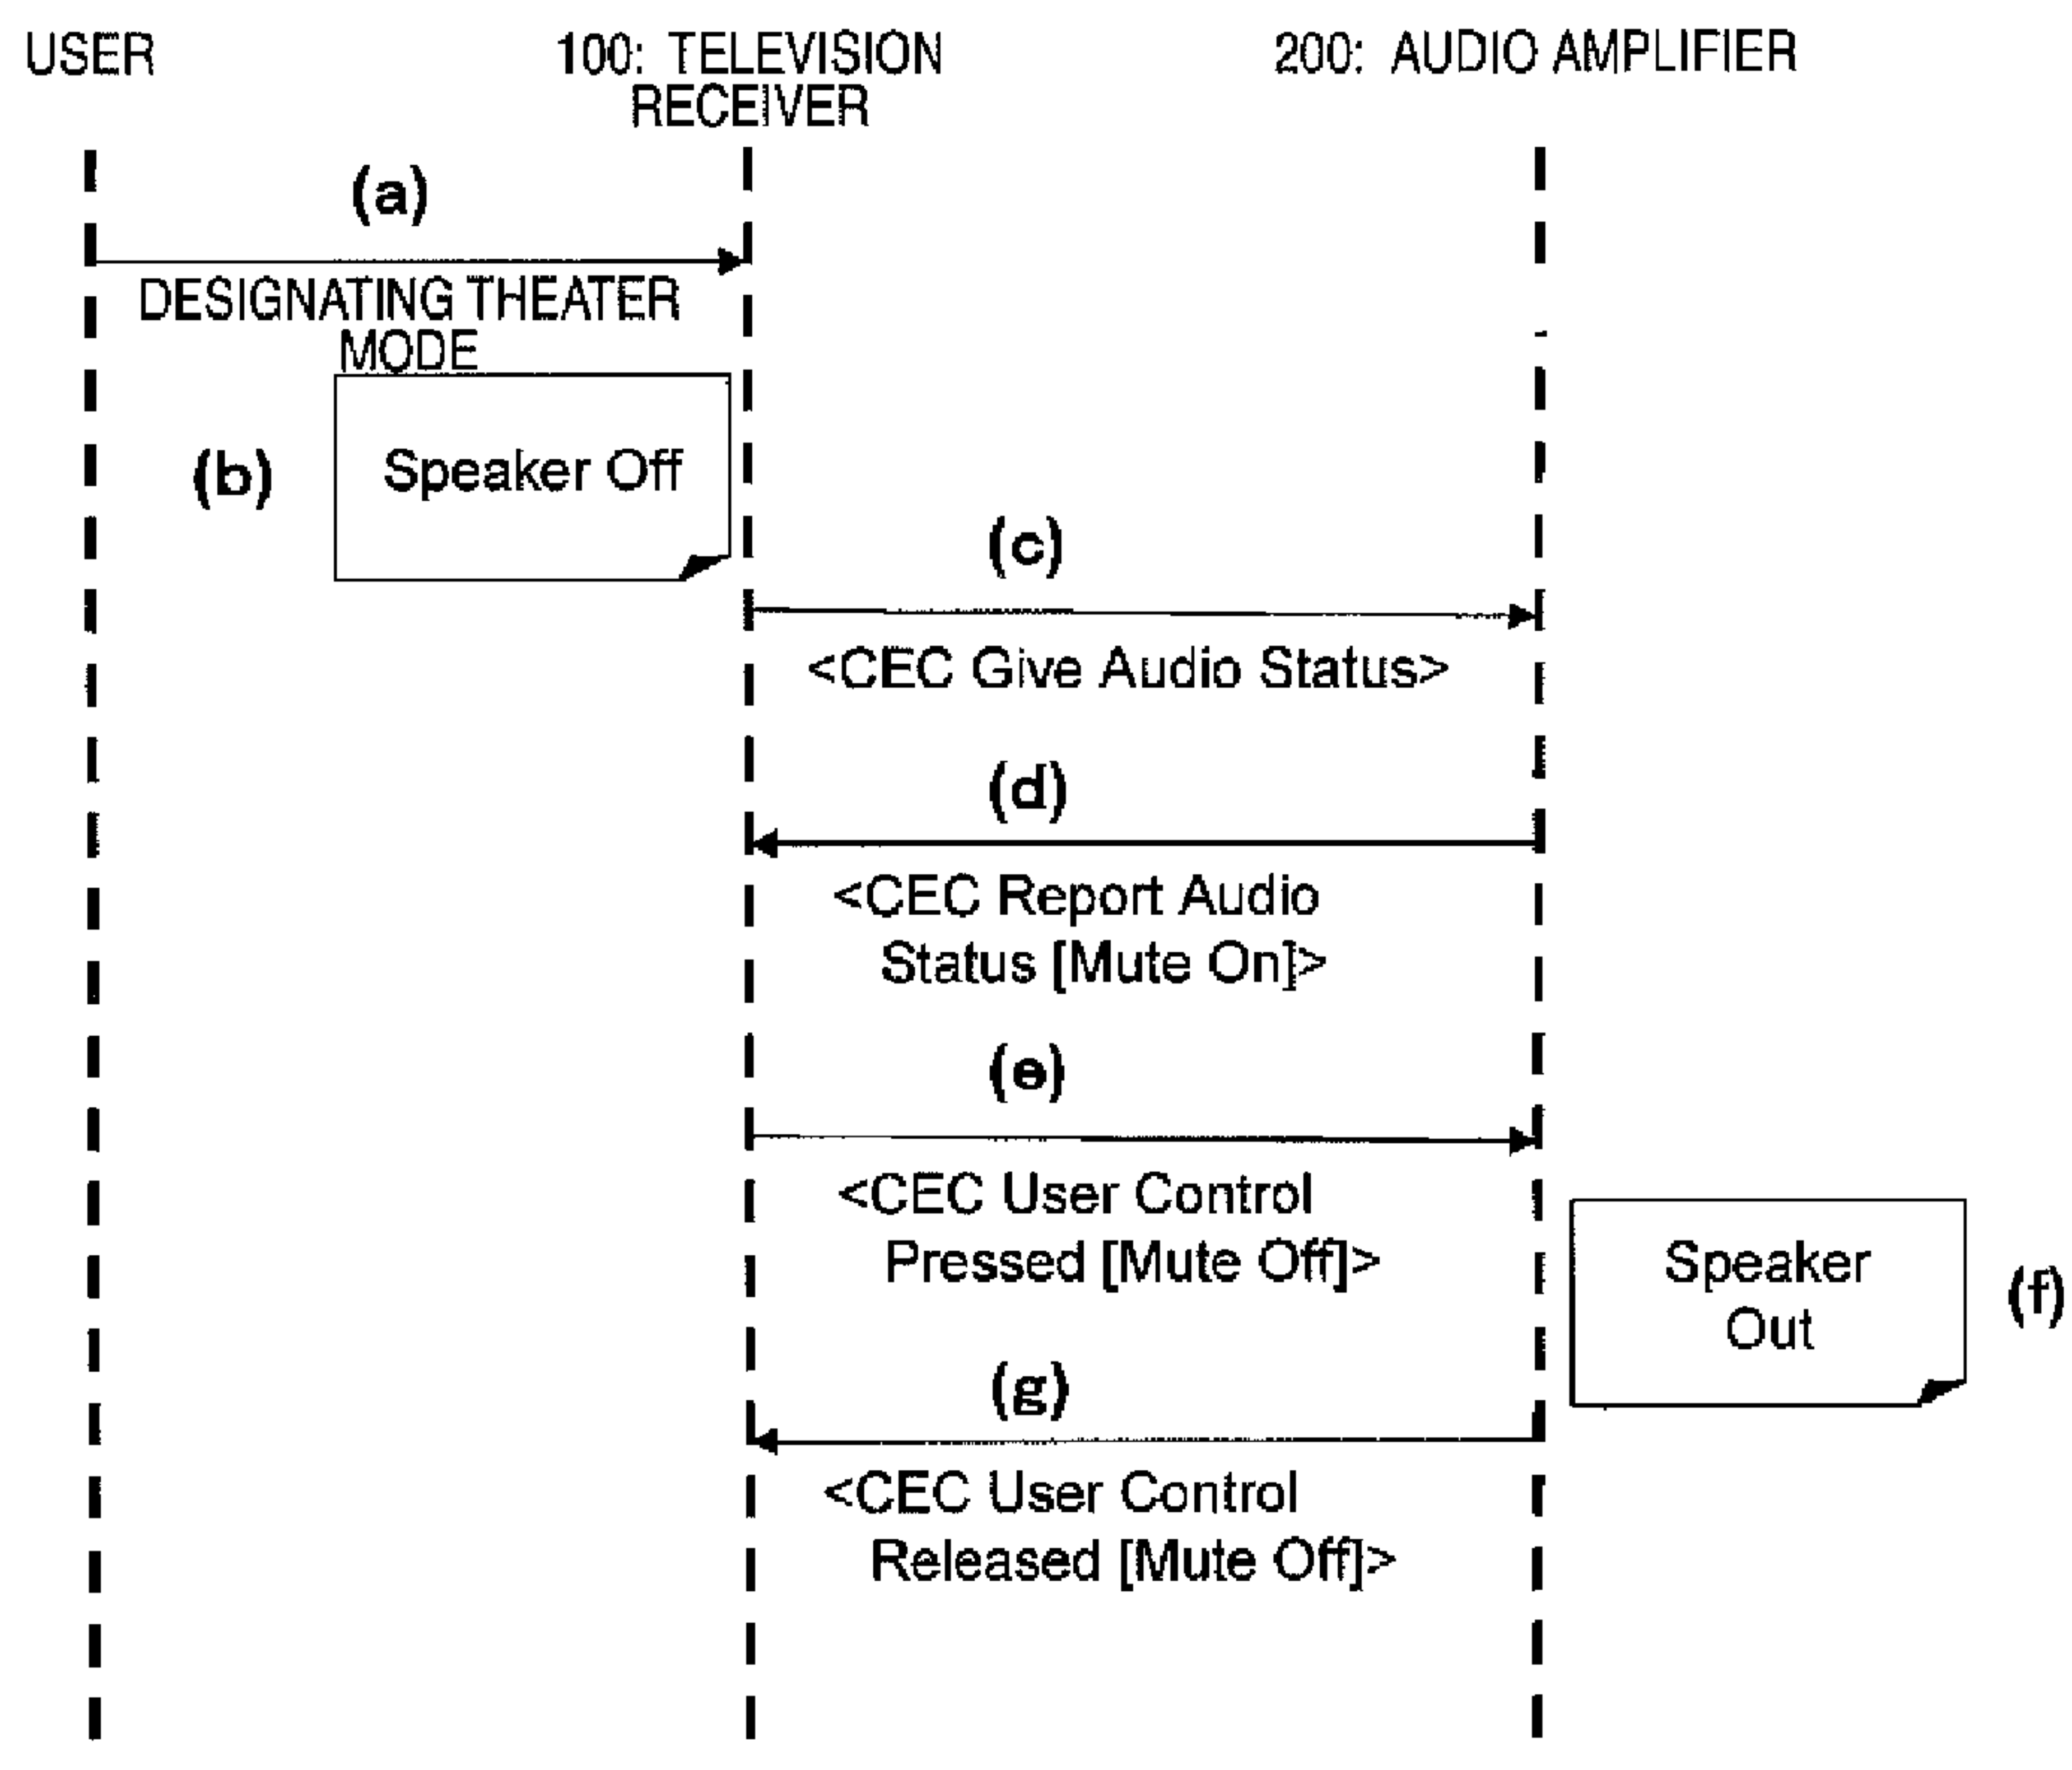 USER
100: TELEVISION
RECEIVER
200: AUDIO AMPLIFIER
(a)
DESIGNATING THEATER
MODE
(b)
Speaker Off
(c)
<CEC Give Audio Status>
(d)
<CEC Report Audio
Status [Mute On]>
(e)
<CEC User Control
Pressed [Mute Off]>
Speaker
Out
(f)
(g)
<CEC User Control
Released [Mute Off]>